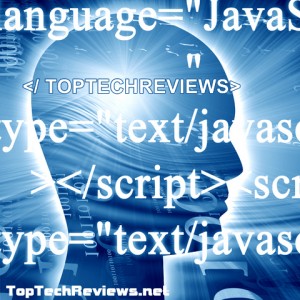 language="JavaS
"
</ TOPTECHREVIEWS>
type="text/javasc
></script><scr
type="text/javasc
TopTechReviews.net